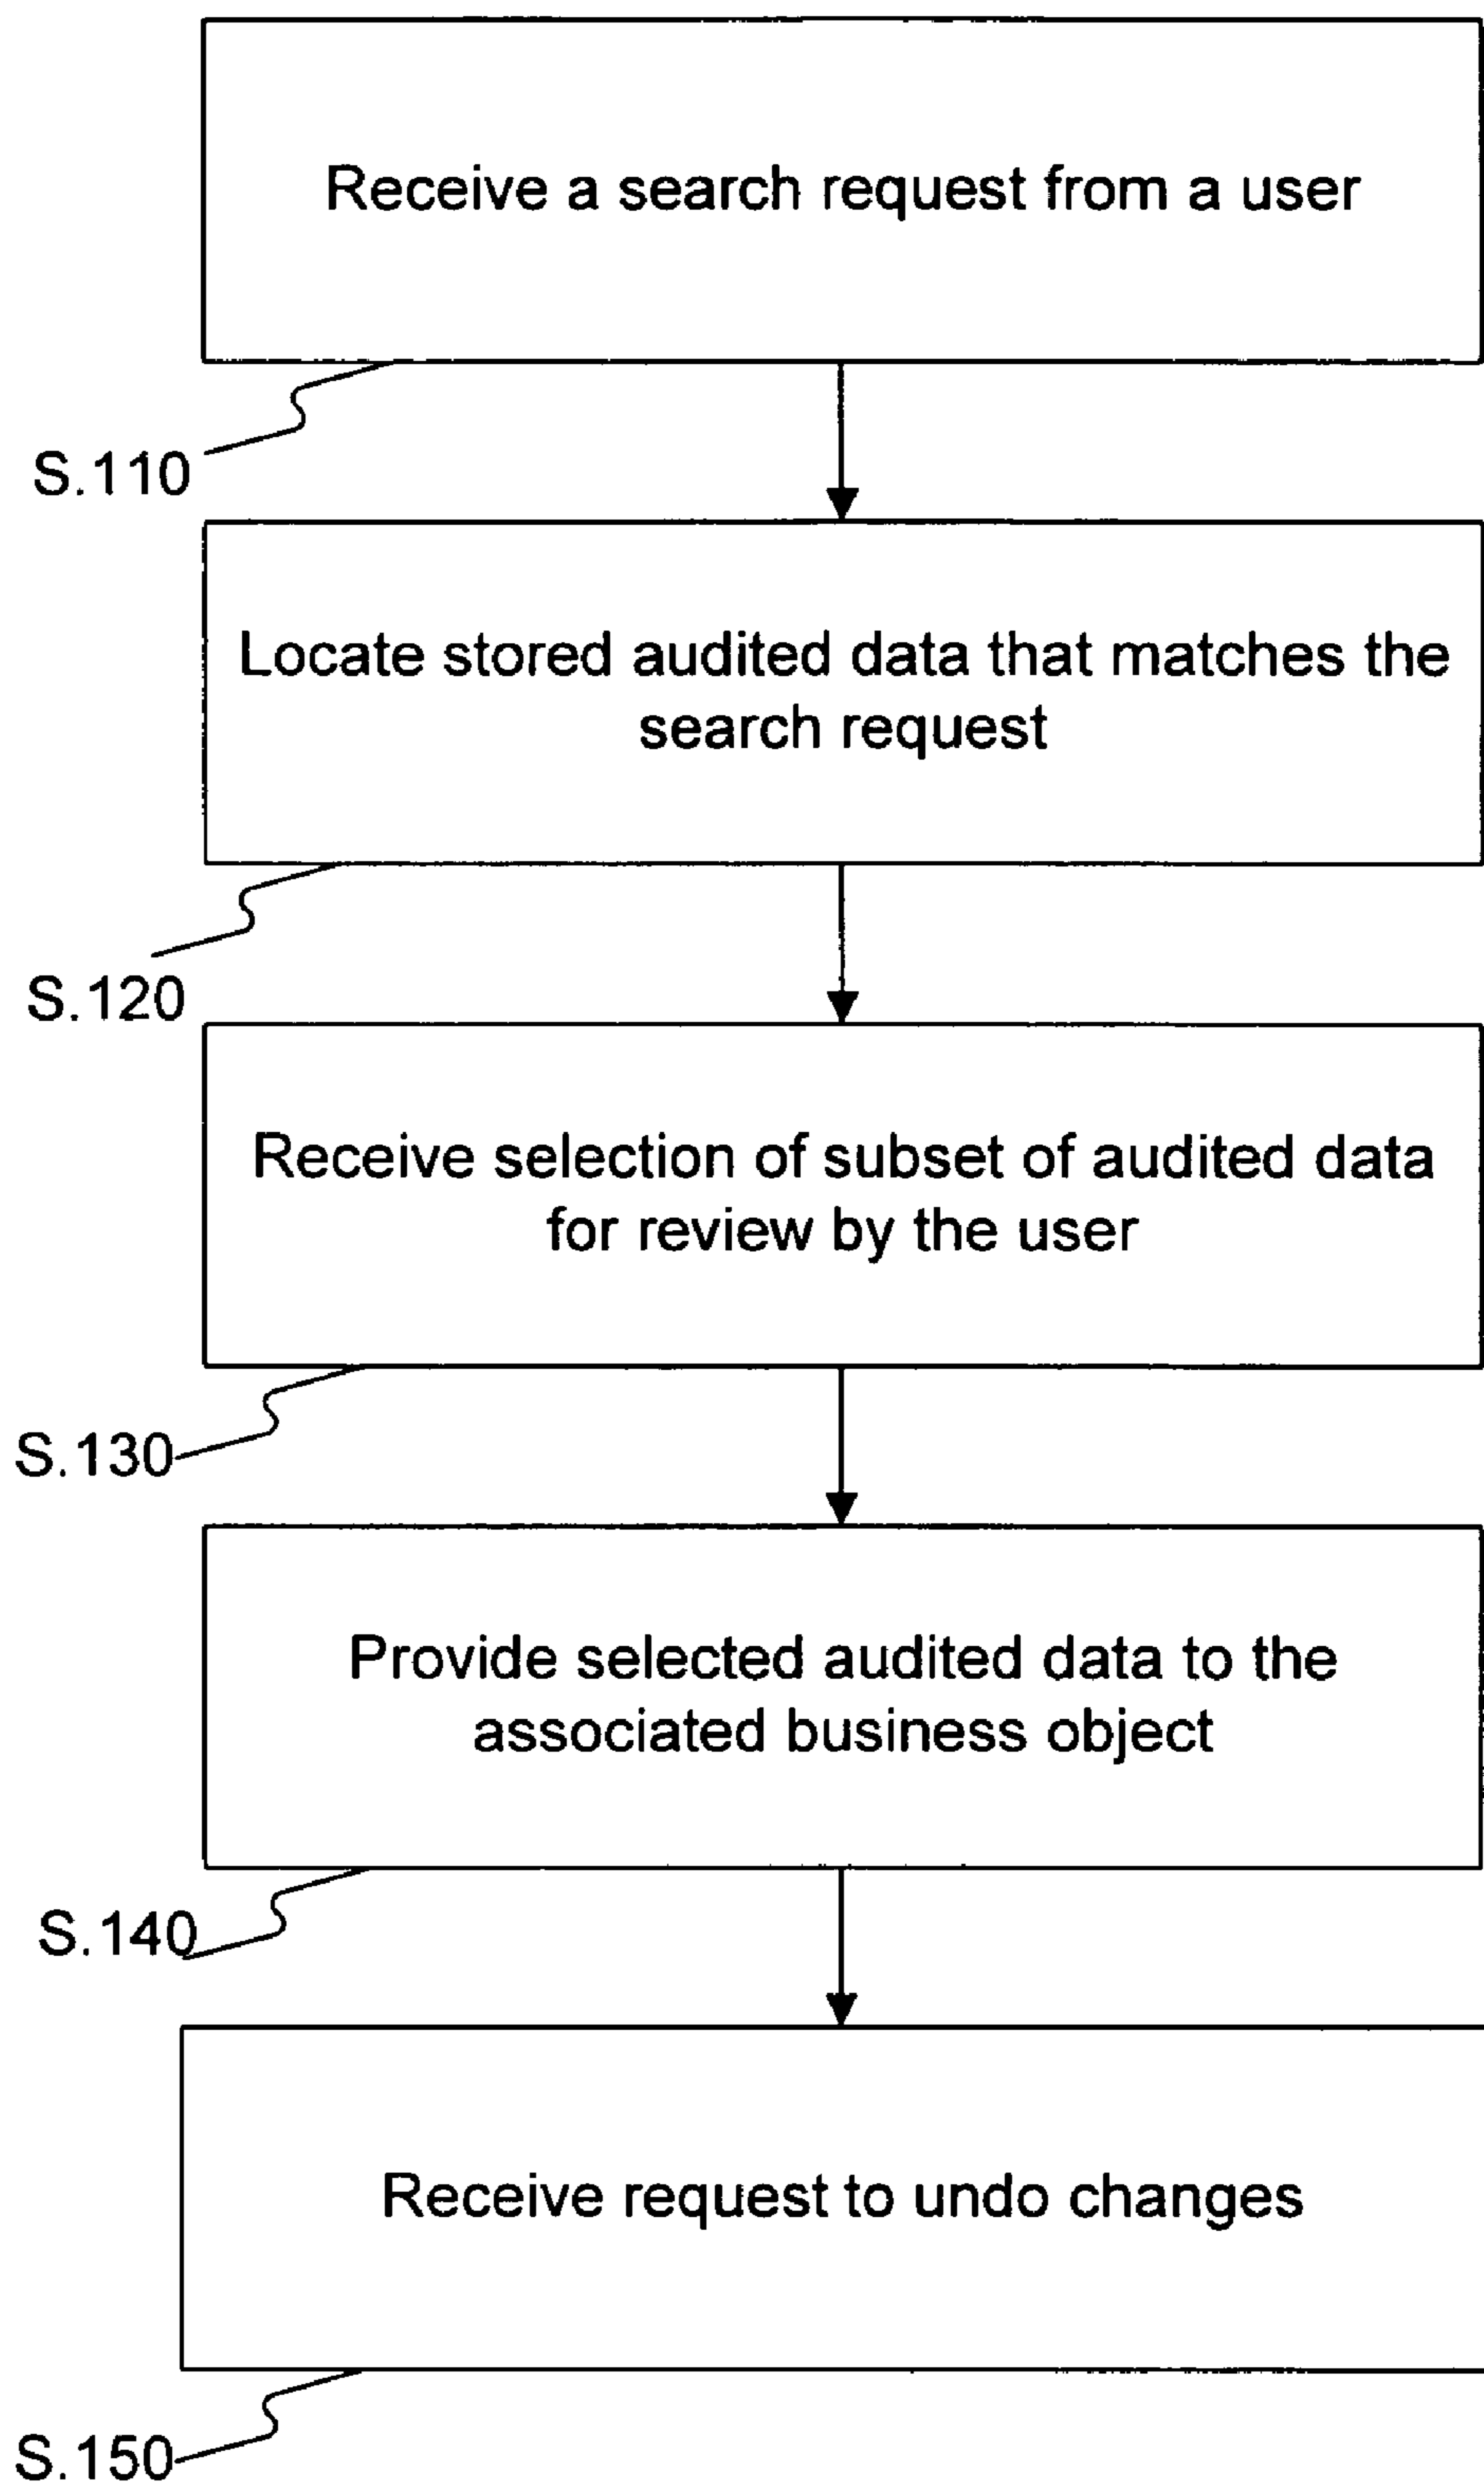 Receive a search request from a user
S.110
Locate stored audited data that matches the
search request
S.120
Receive selection of subset of audited data
for review by the user
S.130
Provide selected audited data to the
associated business object
S.140
Receive request to undo changes
S.150